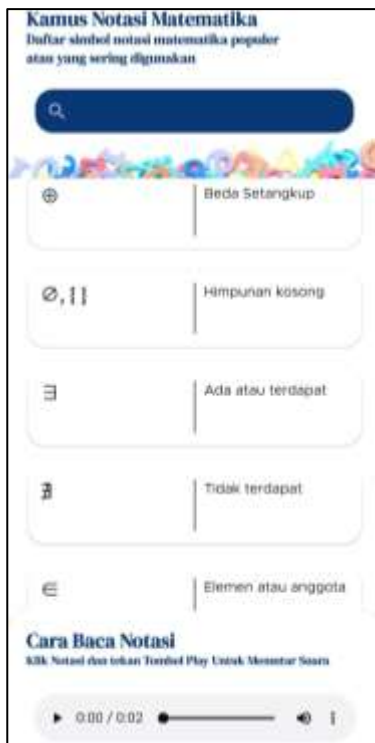 Kamus Notasi Matematika
Daftar simbol notasi matematika populer
atau yang sering digunakan
⊕ Beda Setangkup
∅, { } Himpunan kosong
∃ Ada atau terdapat
∄ Tidak terdapat
∈ Elemen atau anggota
Cara Baca Notasi
Klik Notasi dan tekan Tombol Play Untuk Memutar Suara
0:00 / 0:02